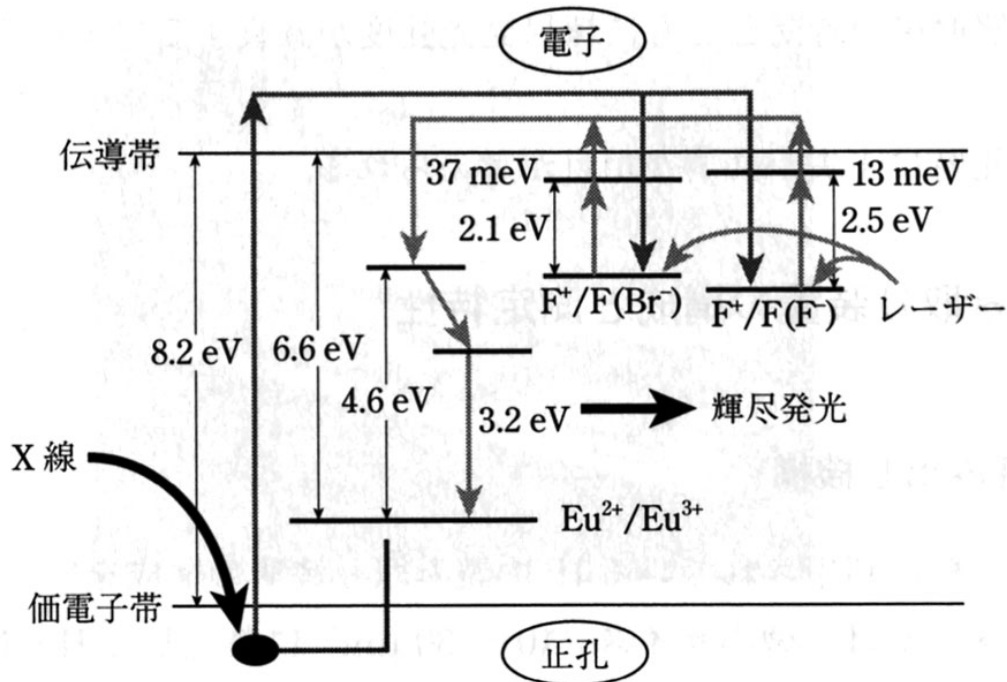 電子
伝導帯
37 meV
13 meV
2.1 eV
2.5 eV
F⁺/F(Br⁻)
F⁺/F(F⁻)
レーザー
8.2 eV
6.6 eV
4.6 eV
3.2 eV
輝尽発光
X 線
Eu²⁺/Eu³⁺
価電子帯
正孔